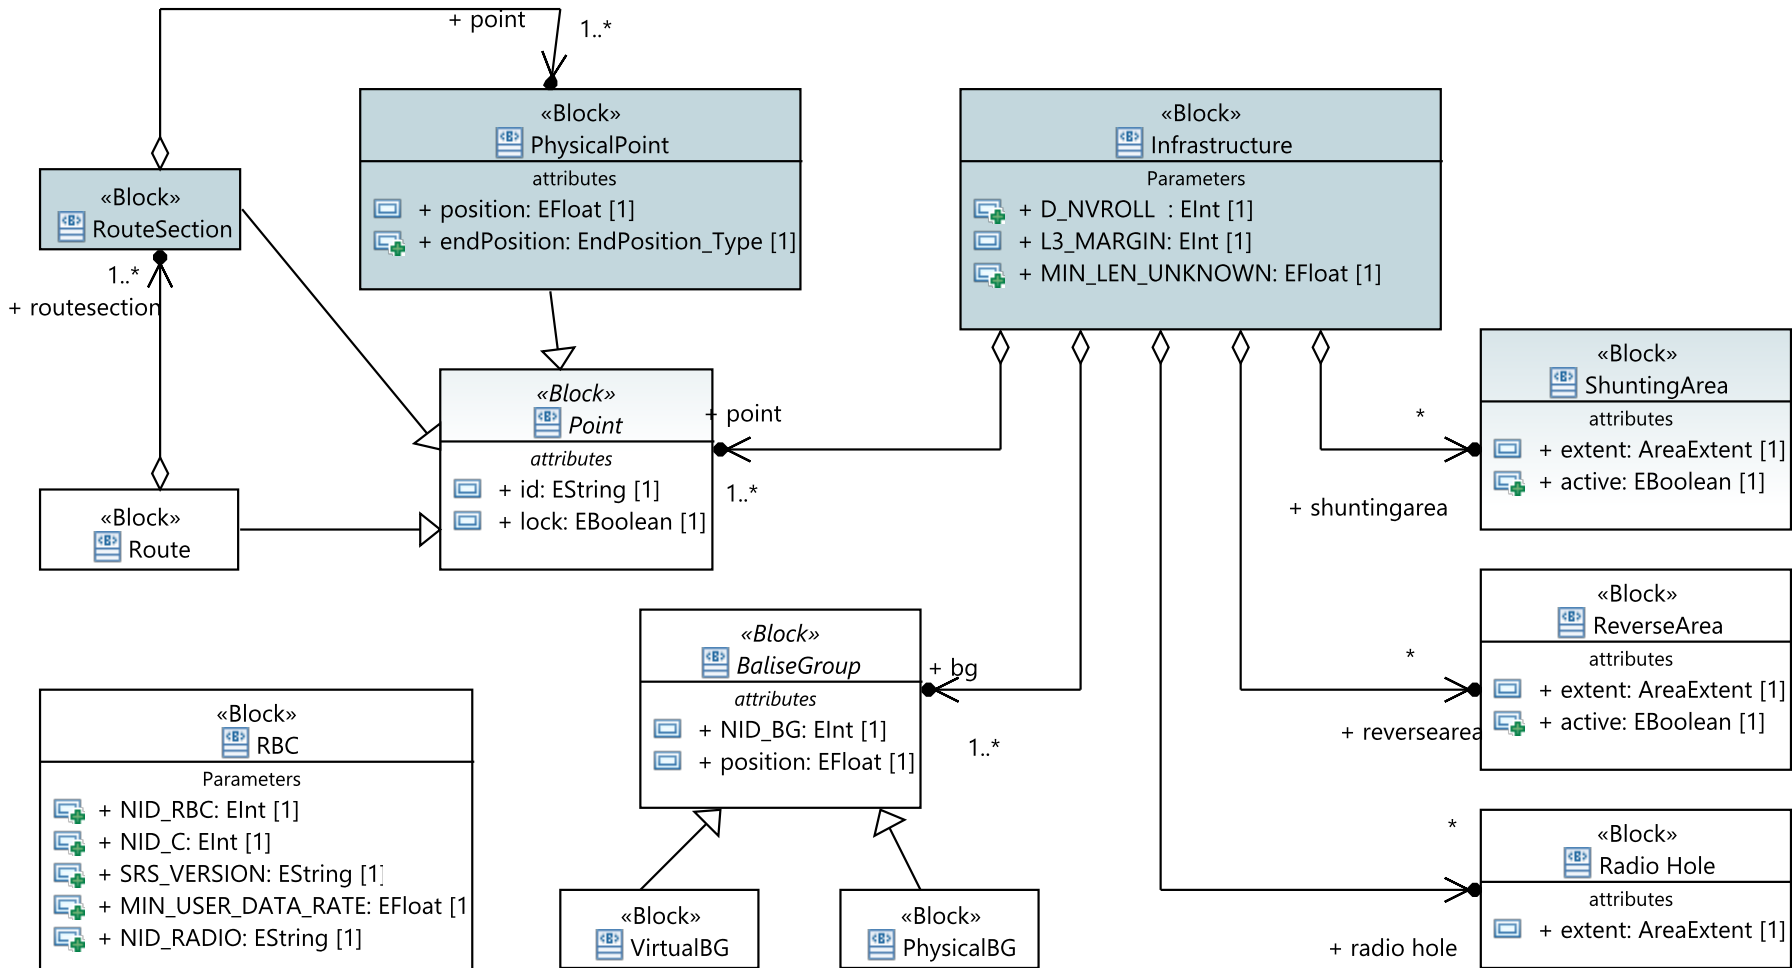 + point
1..*
«Block»
PhysicalPoint
attributes
+ position: EFloat [1]
+ endPosition: EndPosition_Type [1]
«Block»
Infrastructure
Parameters
+ D_NVROLL : EInt [1]
+ L3_MARGIN: EInt [1]
+ MIN_LEN_UNKNOWN: EFloat [1]
«Block»
RouteSection
1..*
+ routesection
«Block»
Point
attributes
+ id: EString [1]
+ lock: EBoolean [1]
+ point
1..*
«Block»
ShuntingArea
attributes
+ extent: AreaExtent [1]
+ active: EBoolean [1]
*
+ shuntingarea
«Block»
Route
«Block»
ReverseArea
attributes
+ extent: AreaExtent [1]
+ active: EBoolean [1]
*
+ reversearea
«Block»
BaliseGroup
attributes
+ NID_BG: EInt [1]
+ position: EFloat [1]
+ bg
1..*
«Block»
RBC
Parameters
+ NID_RBC: EInt [1]
+ NID_C: EInt [1]
+ SRS_VERSION: EString [1]
+ MIN_USER_DATA_RATE: EFloat [1
+ NID_RADIO: EString [1]
«Block»
VirtualBG
«Block»
PhysicalBG
*
+ radio hole
«Block»
Radio Hole
attributes
+ extent: AreaExtent [1]